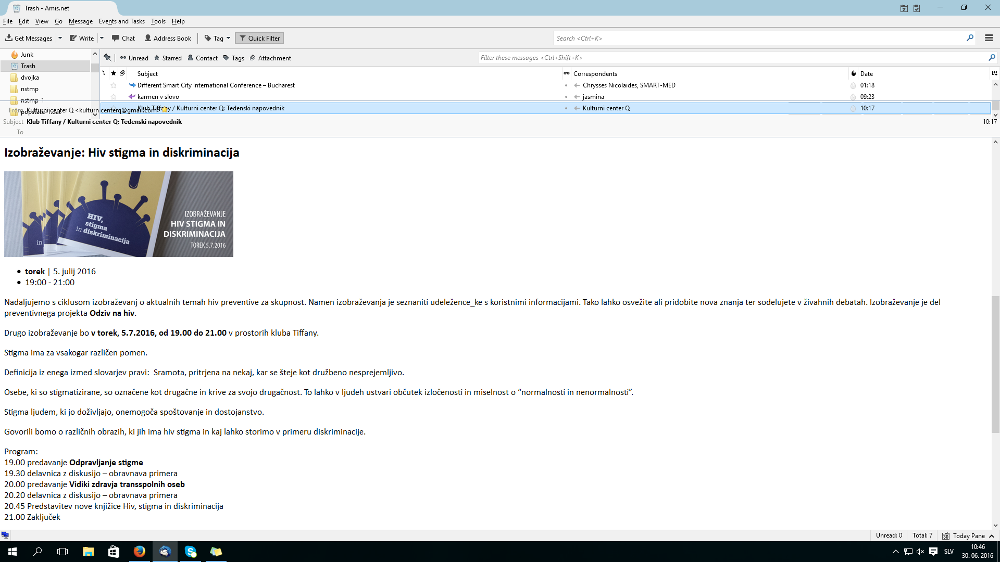 Trash - Amis.net
File Edit View Go Message Events and Tasks Tools Help
Get Messages Write Chat Address Book Tag Quick Filter Search <Ctrl+K>
Junk
Trash
dvojka
nstmp
nstmp-1
popstate-1.dat
Unread Starred Contact Tags Attachment Filter these messages <Ctrl+Shift+K>
Subject Correspondents Date
Different Smart City International Conference – Bucharest Chrysses Nicolaides, SMART-MED 01:18
karmen v slovo jasmina 09:23
Klub Tiffany / Kulturni center Q: Tedenski napovednik Kulturni center Q 10:17
From Kulturni center Q <kulturnicenterq@gmail.com>
Subject Klub Tiffany / Kulturni center Q: Tedenski napovednik 10:17
To
Izobraževanje: Hiv stigma in diskriminacija
HIV,
stigma
in diskriminacija
in
IZOBRAŽEVANJE
HIV STIGMA IN
DISKRIMINACIJA
TOREK 5.7.2016
torek | 5. julij 2016
19:00 - 21:00
Nadaljujemo s ciklusom izobraževanj o aktualnih temah hiv preventive za skupnost. Namen izobraževanja je seznaniti udeležence_ke s koristnimi informacijami. Tako lahko osvežite ali pridobite nova znanja ter sodelujete v živahnih debatah. Izobraževanje je del
preventivnega projekta Odziv na hiv.
Drugo izobraževanje bo v torek, 5.7.2016, od 19.00 do 21.00 v prostorih kluba Tiffany.
Stigma ima za vsakogar različen pomen.
Definicija iz enega izmed slovarjev pravi:  Sramota, pritrjena na nekaj, kar se šteje kot družbeno nesprejemljivo.
Osebe, ki so stigmatizirane, so označene kot drugačne in krive za svojo drugačnost. To lahko v ljudeh ustvari občutek izločenosti in miselnost o “normalnosti in nenormalnosti”.
Stigma ljudem, ki jo doživljajo, onemogoča spoštovanje in dostojanstvo.
Govorili bomo o različnih obrazih, ki jih ima hiv stigma in kaj lahko storimo v primeru diskriminacije.
Program:
19.00 predavanje Odpravljanje stigme
19.30 delavnica z diskusijo – obravnava primera
20.00 predavanje Vidiki zdravja transspolnih oseb
20.20 delavnica z diskusijo – obravnava primera
20.45 Predstavitev nove knjižice Hiv, stigma in diskriminacija
21.00 Zaključek
Unread: 0 Total: 7 30 Today Pane
SLV 10:46
30. 06. 2016